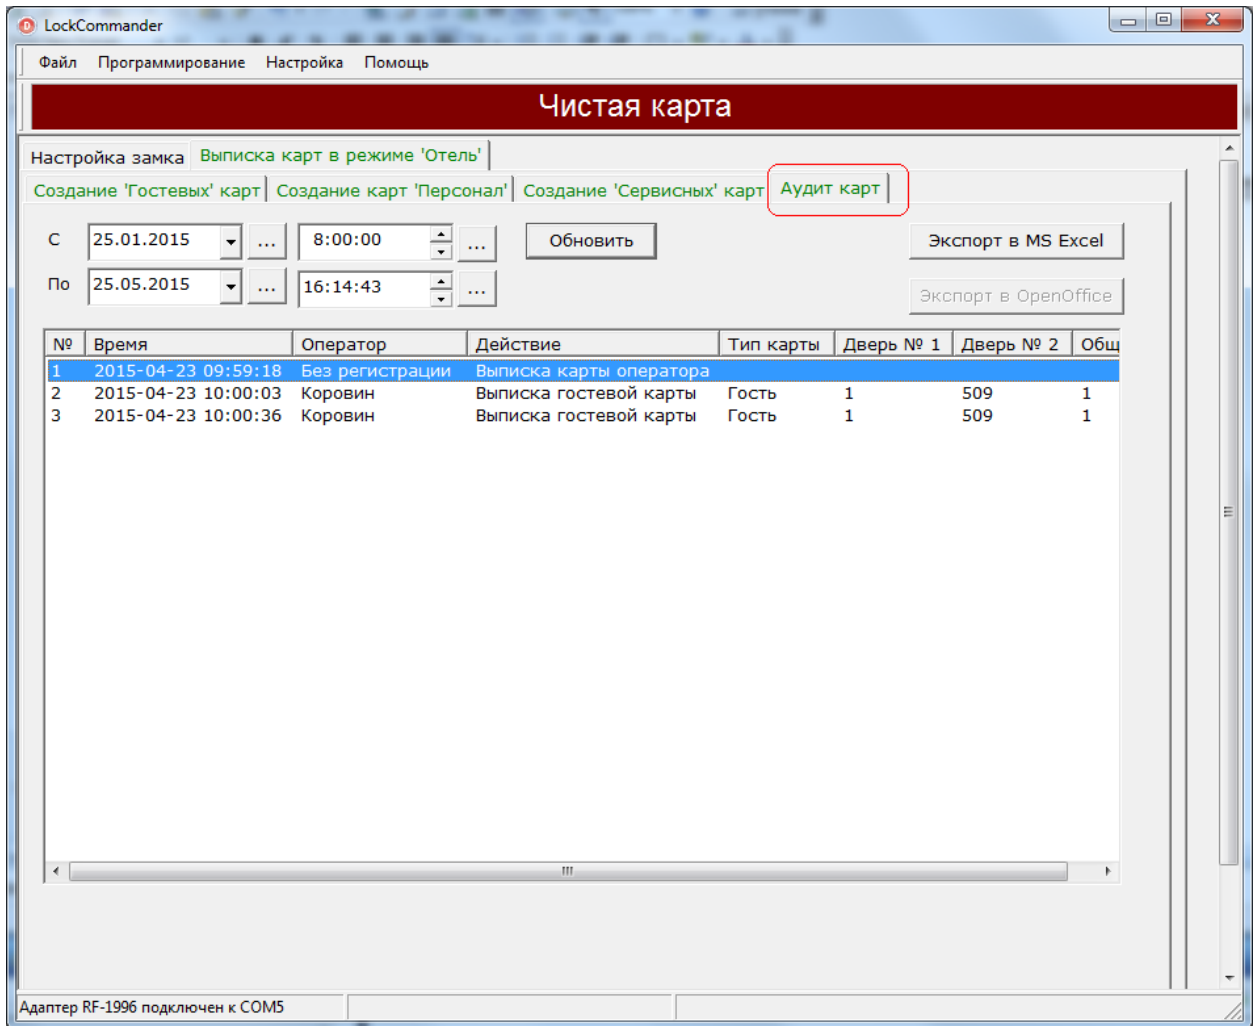 LockCommander
Файл Программирование Настройка Помощь
Чистая карта
Настройка замка Выписка карт в режиме 'Отель'
Создание 'Гостевых' карт Создание карт 'Персонал' Создание 'Сервисных' карт Аудит карт
С 25.01.2015 ... 8:00:00 ... Обновить Экспорт в MS Excel
По 25.05.2015 ... 16:14:43 ... Экспорт в OpenOffice
№ Время Оператор Действие Тип карты Дверь № 1 Дверь № 2 Общ
1 2015-04-23 09:59:18 Без регистрации Выписка карты оператора
2 2015-04-23 10:00:03 Коровин Выписка гостевой карты Гость 1 509 1
3 2015-04-23 10:00:36 Коровин Выписка гостевой карты Гость 1 509 1
Адаптер RF-1996 подключен к COM5